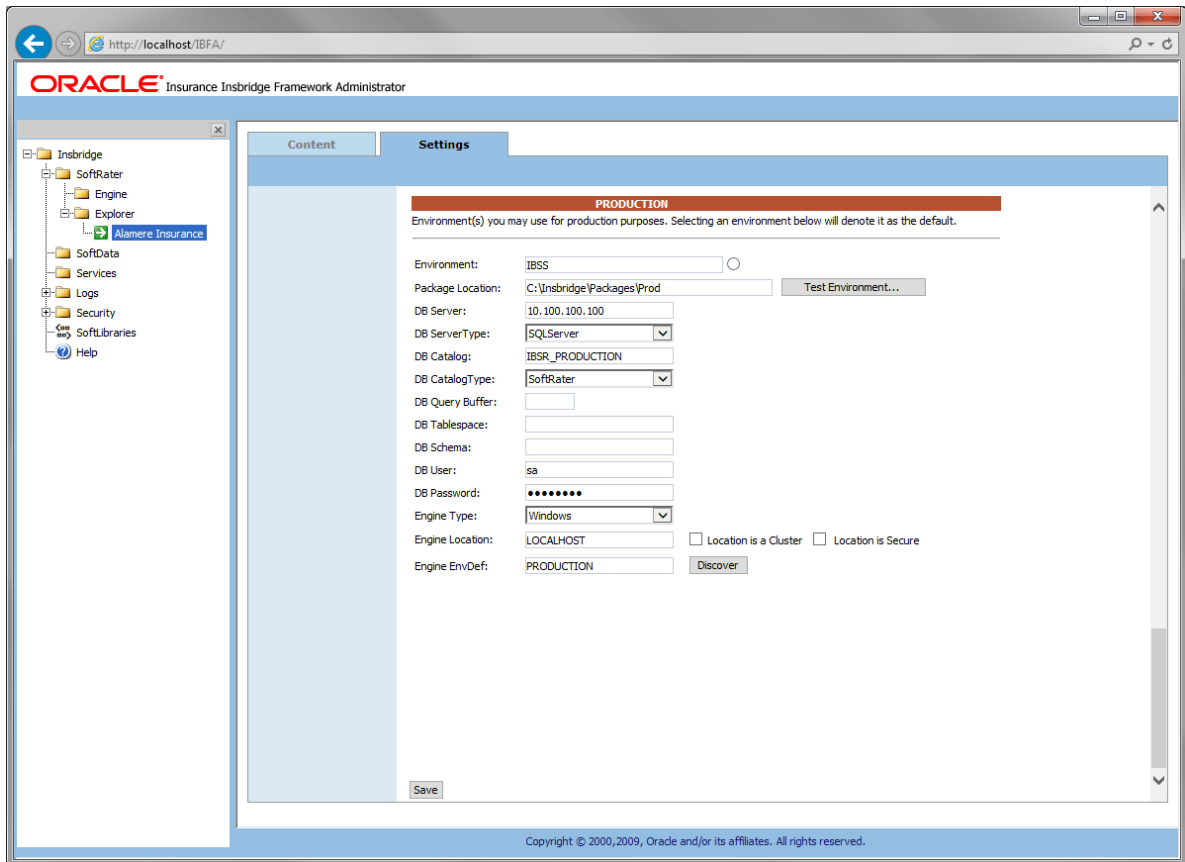 http://localhost/IBFA/
ORACLE Insurance Insbridge Framework Administrator
Insbridge
SoftRater
Engine
Explorer
Alamere Insurance
SoftData
Services
Logs
Security
SoftLibraries
Help
Content Settings
PRODUCTION
Environment(s) you may use for production purposes. Selecting an environment below will denote it as the default.
Environment: IBSS
Package Location: C:\Insbridge\Packages\Prod Test Environment...
DB Server: 10.100.100.100
DB ServerType: SQLServer
DB Catalog: IBSR_PRODUCTION
DB CatalogType: SoftRater
DB Query Buffer:
DB Tablespace:
DB Schema:
DB User: sa
DB Password: ••••••••
Engine Type: Windows
Engine Location: LOCALHOST Location is a Cluster Location is Secure
Engine EnvDef: PRODUCTION Discover
Save
Copyright © 2000,2009, Oracle and/or its affiliates. All rights reserved.